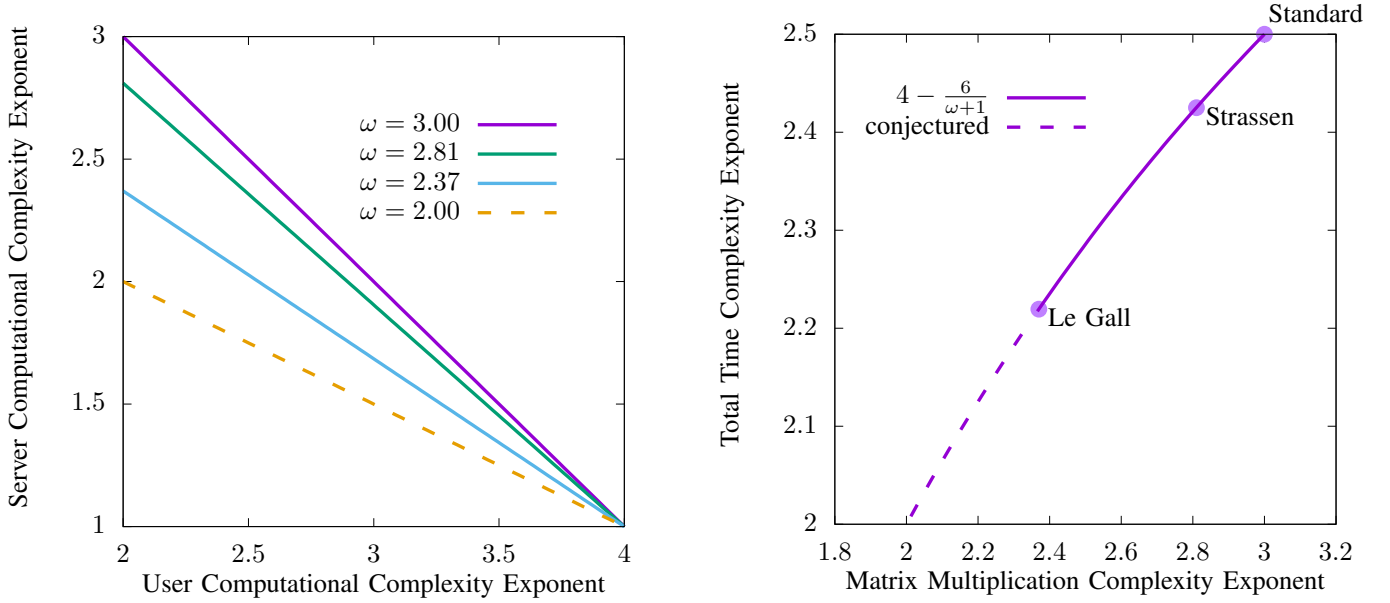 Server Computational Complexity Exponent
3
2.5
2
1.5
1
ω = 3.00
ω = 2.81
ω = 2.37
ω = 2.00
2 2.5 3 3.5 4
User Computational Complexity Exponent
Total Time Complexity Exponent
2.5
2.4
2.3
2.2
2.1
2
Standard
4 − 6/(ω+1)
conjectured
Strassen
Le Gall
1.8 2 2.2 2.4 2.6 2.8 3 3.2
Matrix Multiplication Complexity Exponent